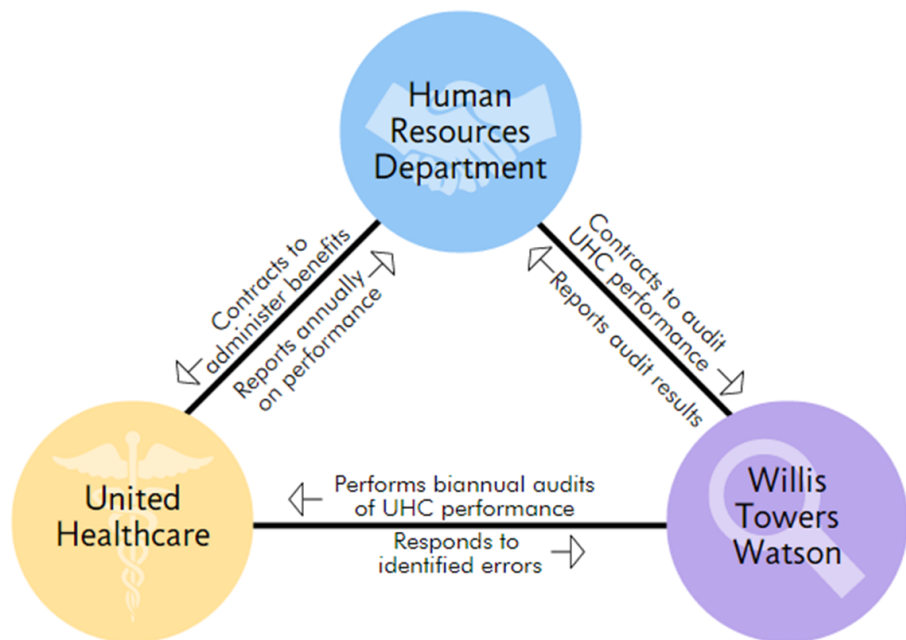 Human
Resources
Department
Contracts to
administer benefits
Reports annually
on performance
Contracts to audit
UHC performance
Reports audit results
United
Healthcare
Performs biannual audits
of UHC performance
Responds to
identified errors
Willis
Towers
Watson